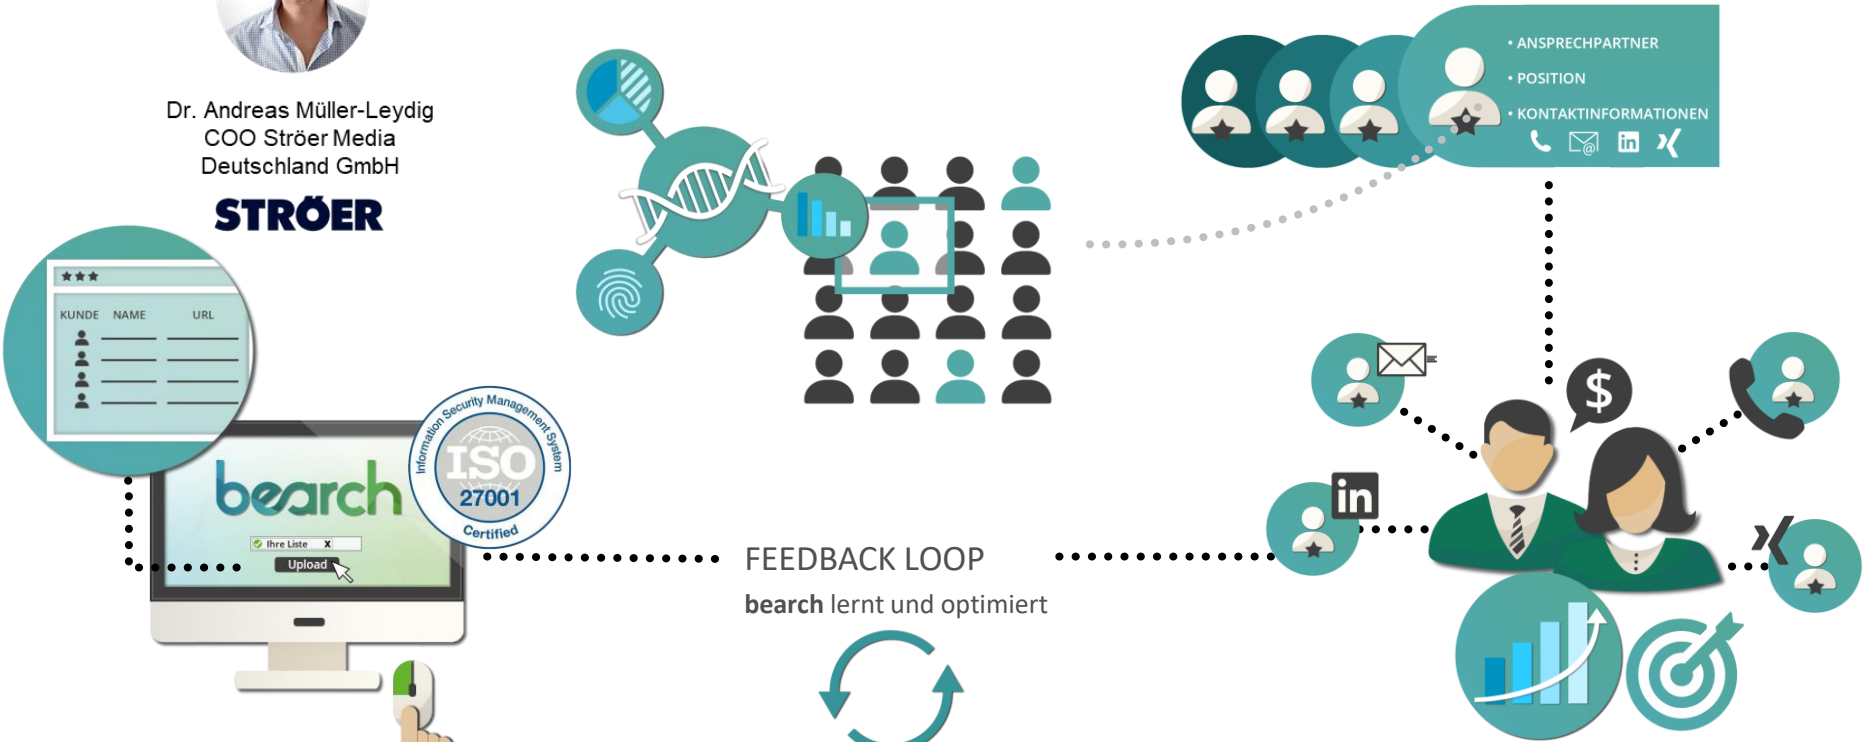 Dr. Andreas Müller-Leydig
COO Ströer Media
Deutschland GmbH
STRÖER
• ANSPRECHPARTNER
• POSITION
• KONTAKTINFORMATIONEN
@
in
★★★
KUNDE NAME URL
bearch
Ihre Liste X
Upload
Information Security Management System
ISO
27001
Certified
FEEDBACK LOOP
bearch lernt und optimiert
$
in